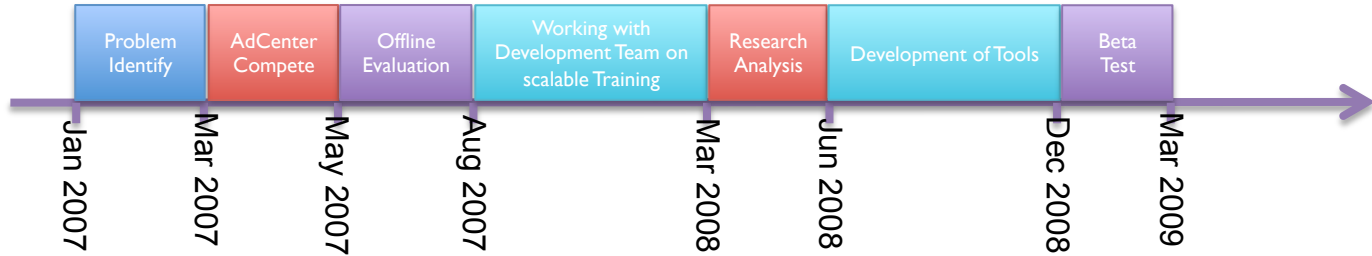 Problem
Identify
AdCenter
Compete
Offline
Evaluation
Working with
Development Team on
scalable Training
Research
Analysis
Development of Tools
Beta
Test
Jan 2007
Mar 2007
May 2007
Aug 2007
Mar 2008
Jun 2008
Dec 2008
Mar 2009